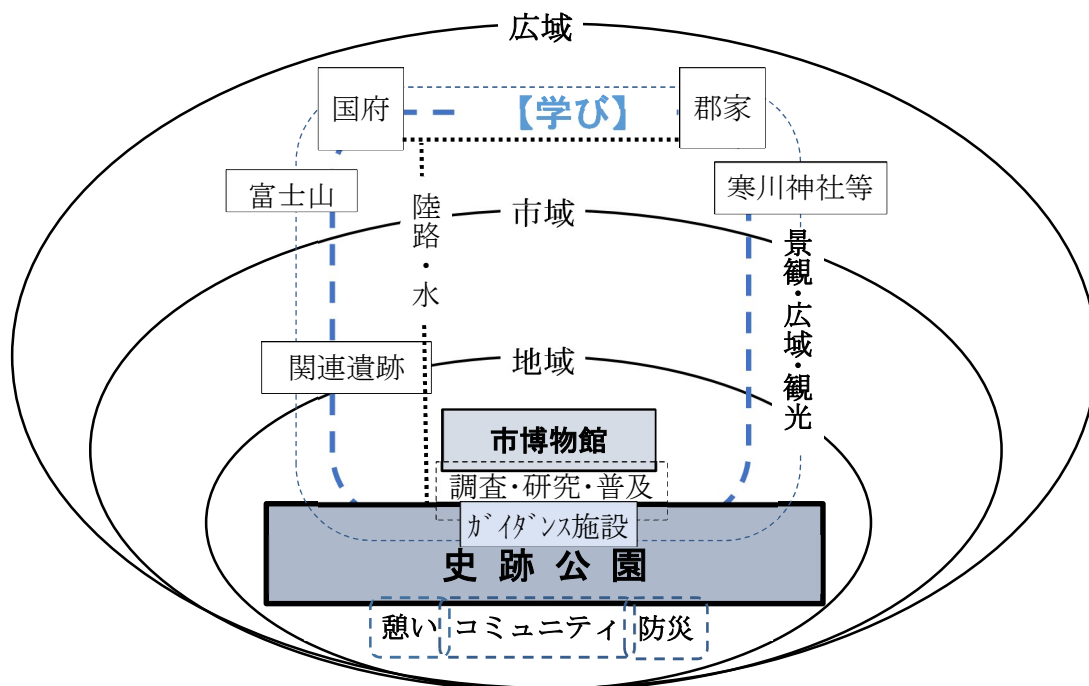 広域
国府
【学び】
郡家
富士山
寒川神社等
陸路・水
市域
景観・広域・観光
関連遺跡
地域
市博物館
調査・研究・普及
ｶﾞｲﾀﾞﾝｽ施設
史跡公園
憩い
コミュニティ
防災